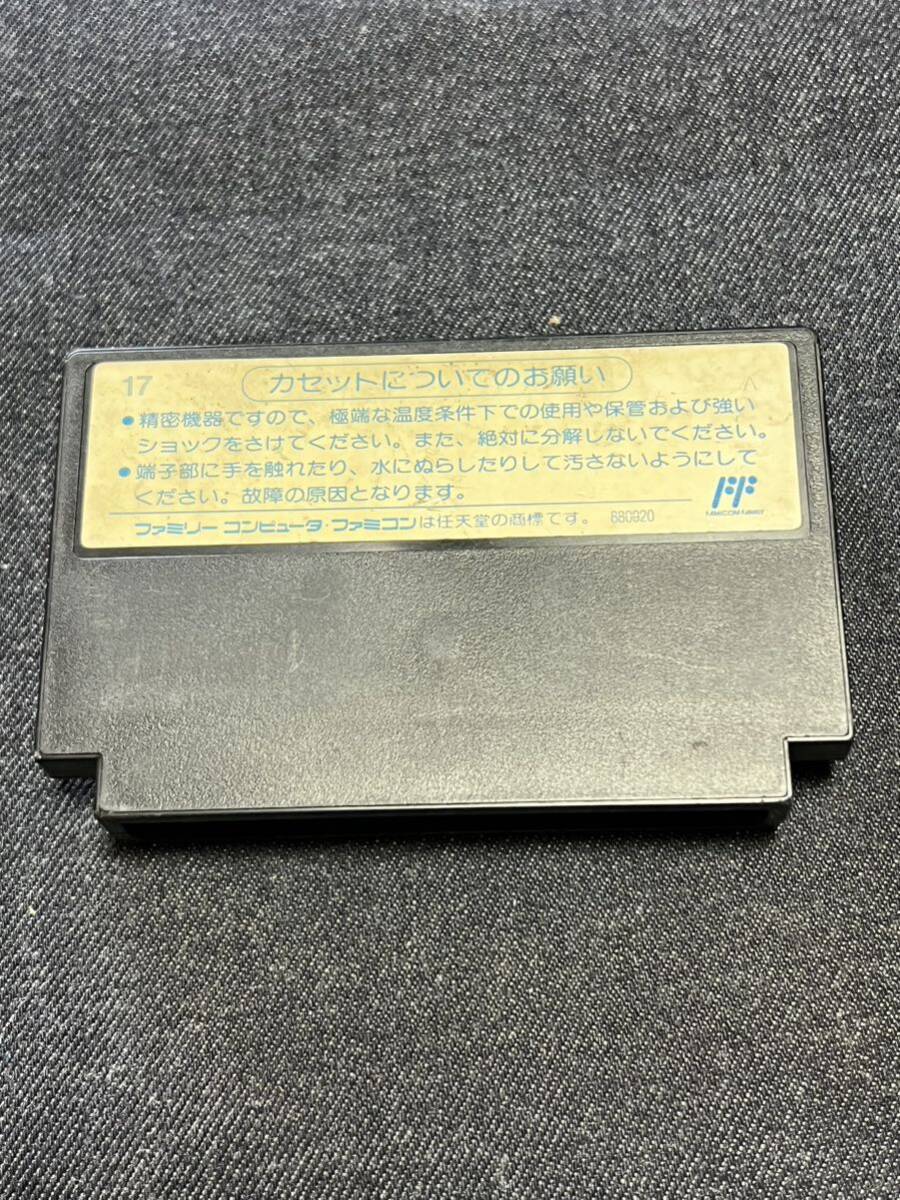 17
カセットについてのお願い
●精密機器ですので、極端な温度条件下での使用や保管および強い
ショックをさけてください。また、絶対に分解しないでください。
●端子部に手を触れたり、水にぬらしたりして汚さないようにして
ください。故障の原因となります。
ファミリー コンピュータ・ファミコンは任天堂の商標です。 680920
FF